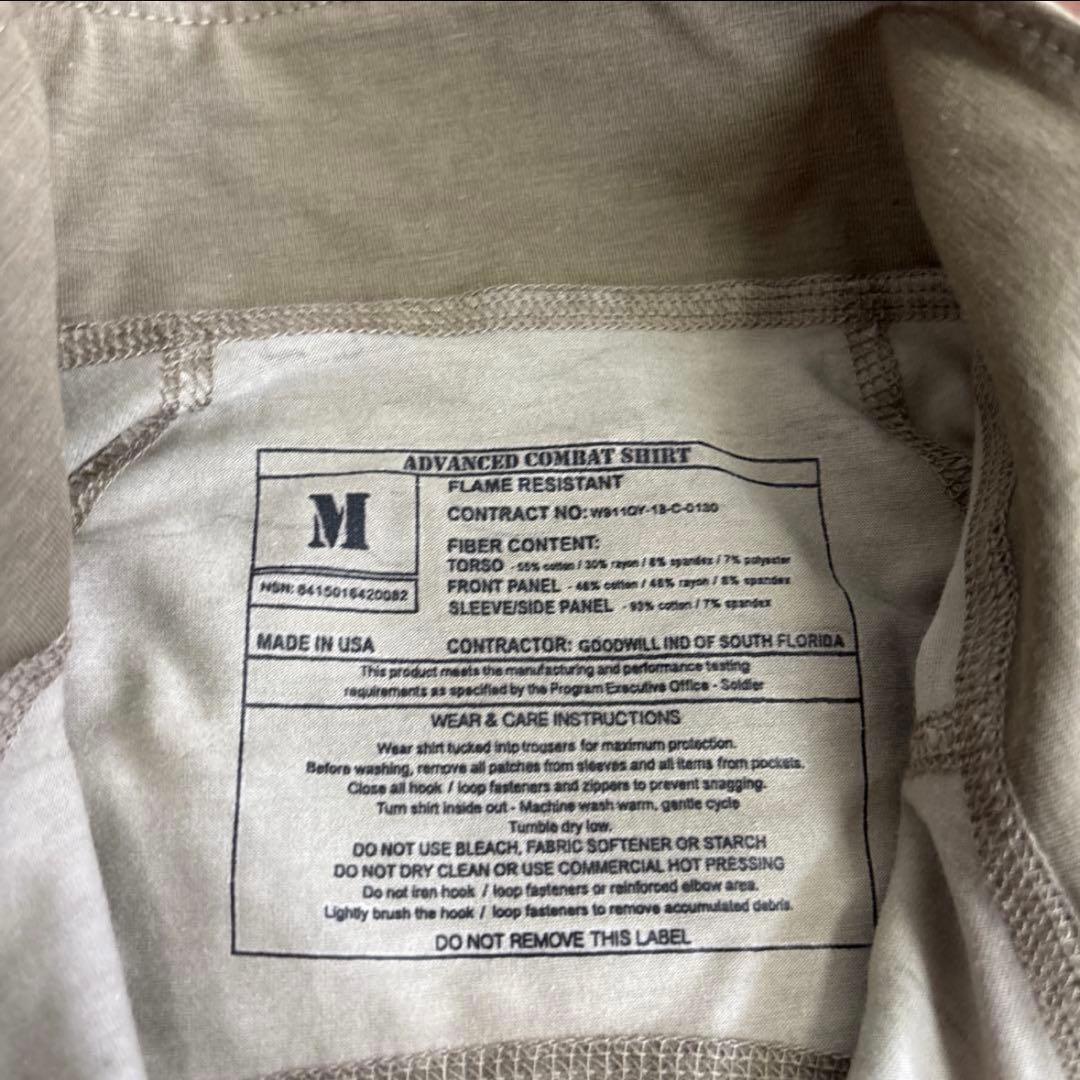 ADVANCED COMBAT SHIRT
M
FLAME RESISTANT
CONTRACT NO: W911QY-18-C-0130
FIBER CONTENT:
TORSO - 55% cotton / 30% rayon / 8% spandex / 7% polyester
FRONT PANEL - 46% cotton / 46% rayon / 8% spandex
SLEEVE/SIDE PANEL - 93% cotton / 7% spandex
NSN: 8415016420082
MADE IN USA
CONTRACTOR: GOODWILL IND OF SOUTH FLORIDA
This product meets the manufacturing and performance testing
requirements as specified by the Program Executive Office - Soldier
WEAR & CARE INSTRUCTIONS
Wear shirt tucked into trousers for maximum protection.
Before washing, remove all patches from sleeves and all items from pockets.
Close all hook / loop fasteners and zippers to prevent snagging.
Turn shirt inside out - Machine wash warm, gentle cycle
Tumble dry low.
DO NOT USE BLEACH, FABRIC SOFTENER OR STARCH
DO NOT DRY CLEAN OR USE COMMERCIAL HOT PRESSING
Do not iron hook / loop fasteners or reinforced elbow area.
Lightly brush the hook / loop fasteners to remove accumulated debris.
DO NOT REMOVE THIS LABEL